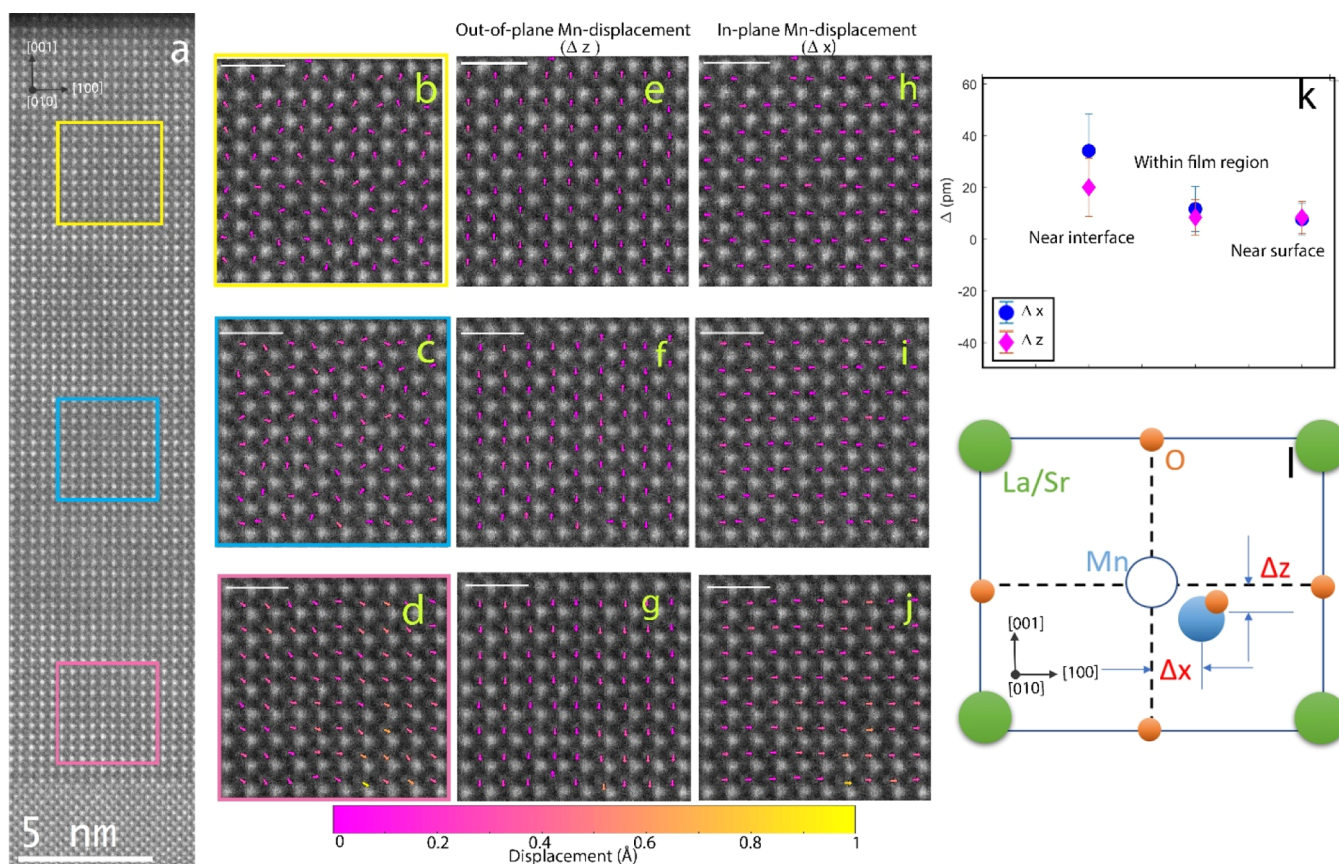 a
[001]
[100]
[010]
5 nm
Out-of-plane Mn-displacement
(Δ z)
In-plane Mn-displacement
(Δ x)
b
e
h
c
f
i
d
g
j
0
0.2
0.4
0.6
0.8
1
Displacement (Å)
k
60
40
20
0
-20
-40
Δ (pm)
Within film region
Near interface
Near surface
Δ x
Δ z
l
La/Sr
O
Mn
Δz
[001]
[100]
[010]
Δx